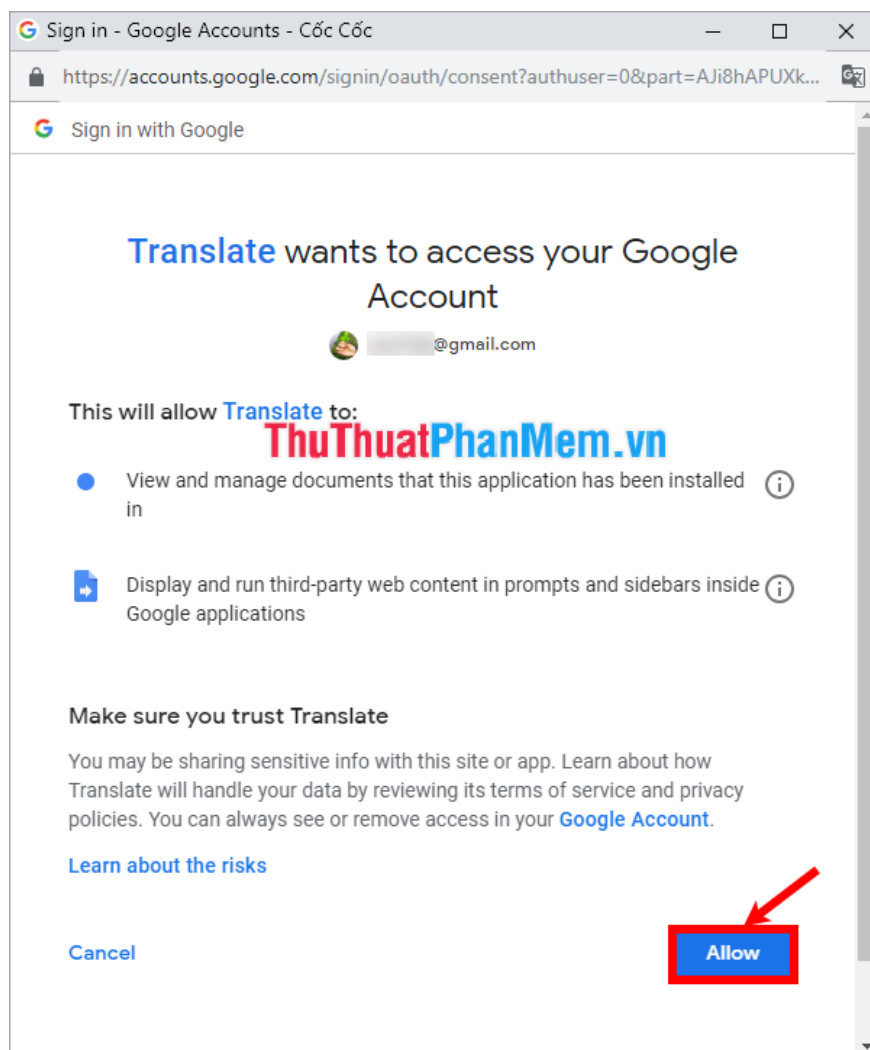 Sign in - Google Accounts - Cốc Cốc
https://accounts.google.com/signin/oauth/consent?authuser=0&part=AJi8hAPUXk...
Sign in with Google
Translate wants to access your Google
Account
@gmail.com
This will allow Translate to:
ThuThuatPhanMem.vn
View and manage documents that this application has been installed
in
Display and run third-party web content in prompts and sidebars inside
Google applications
Make sure you trust Translate
You may be sharing sensitive info with this site or app. Learn about how
Translate will handle your data by reviewing its terms of service and privacy
policies. You can always see or remove access in your Google Account.
Learn about the risks
Cancel
Allow